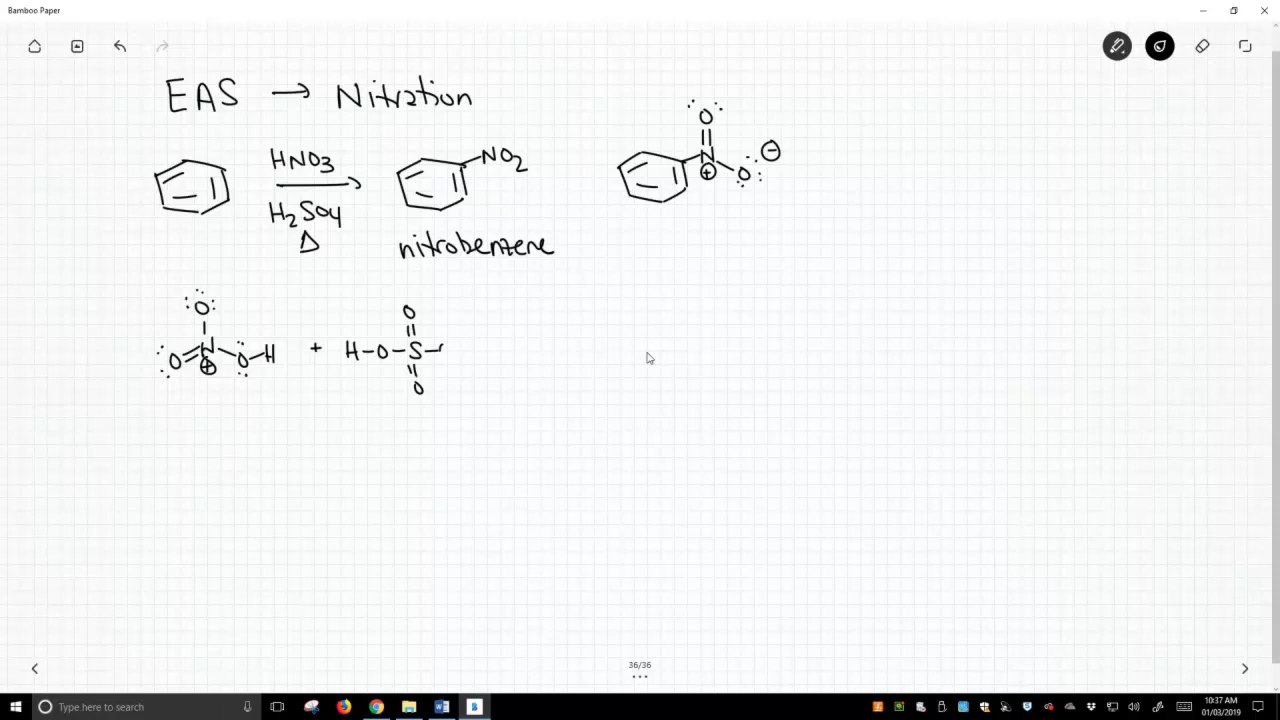 Bamboo Paper
EAS → Nitration
HNO3
H2SO4
Δ
NO2
nitrobenzene
O
N
⊕
O
⊖
O
N
⊕
O
O-H
+
H-O-S-
O
O
36/36
Type here to search
10:37 AM
01/03/2019